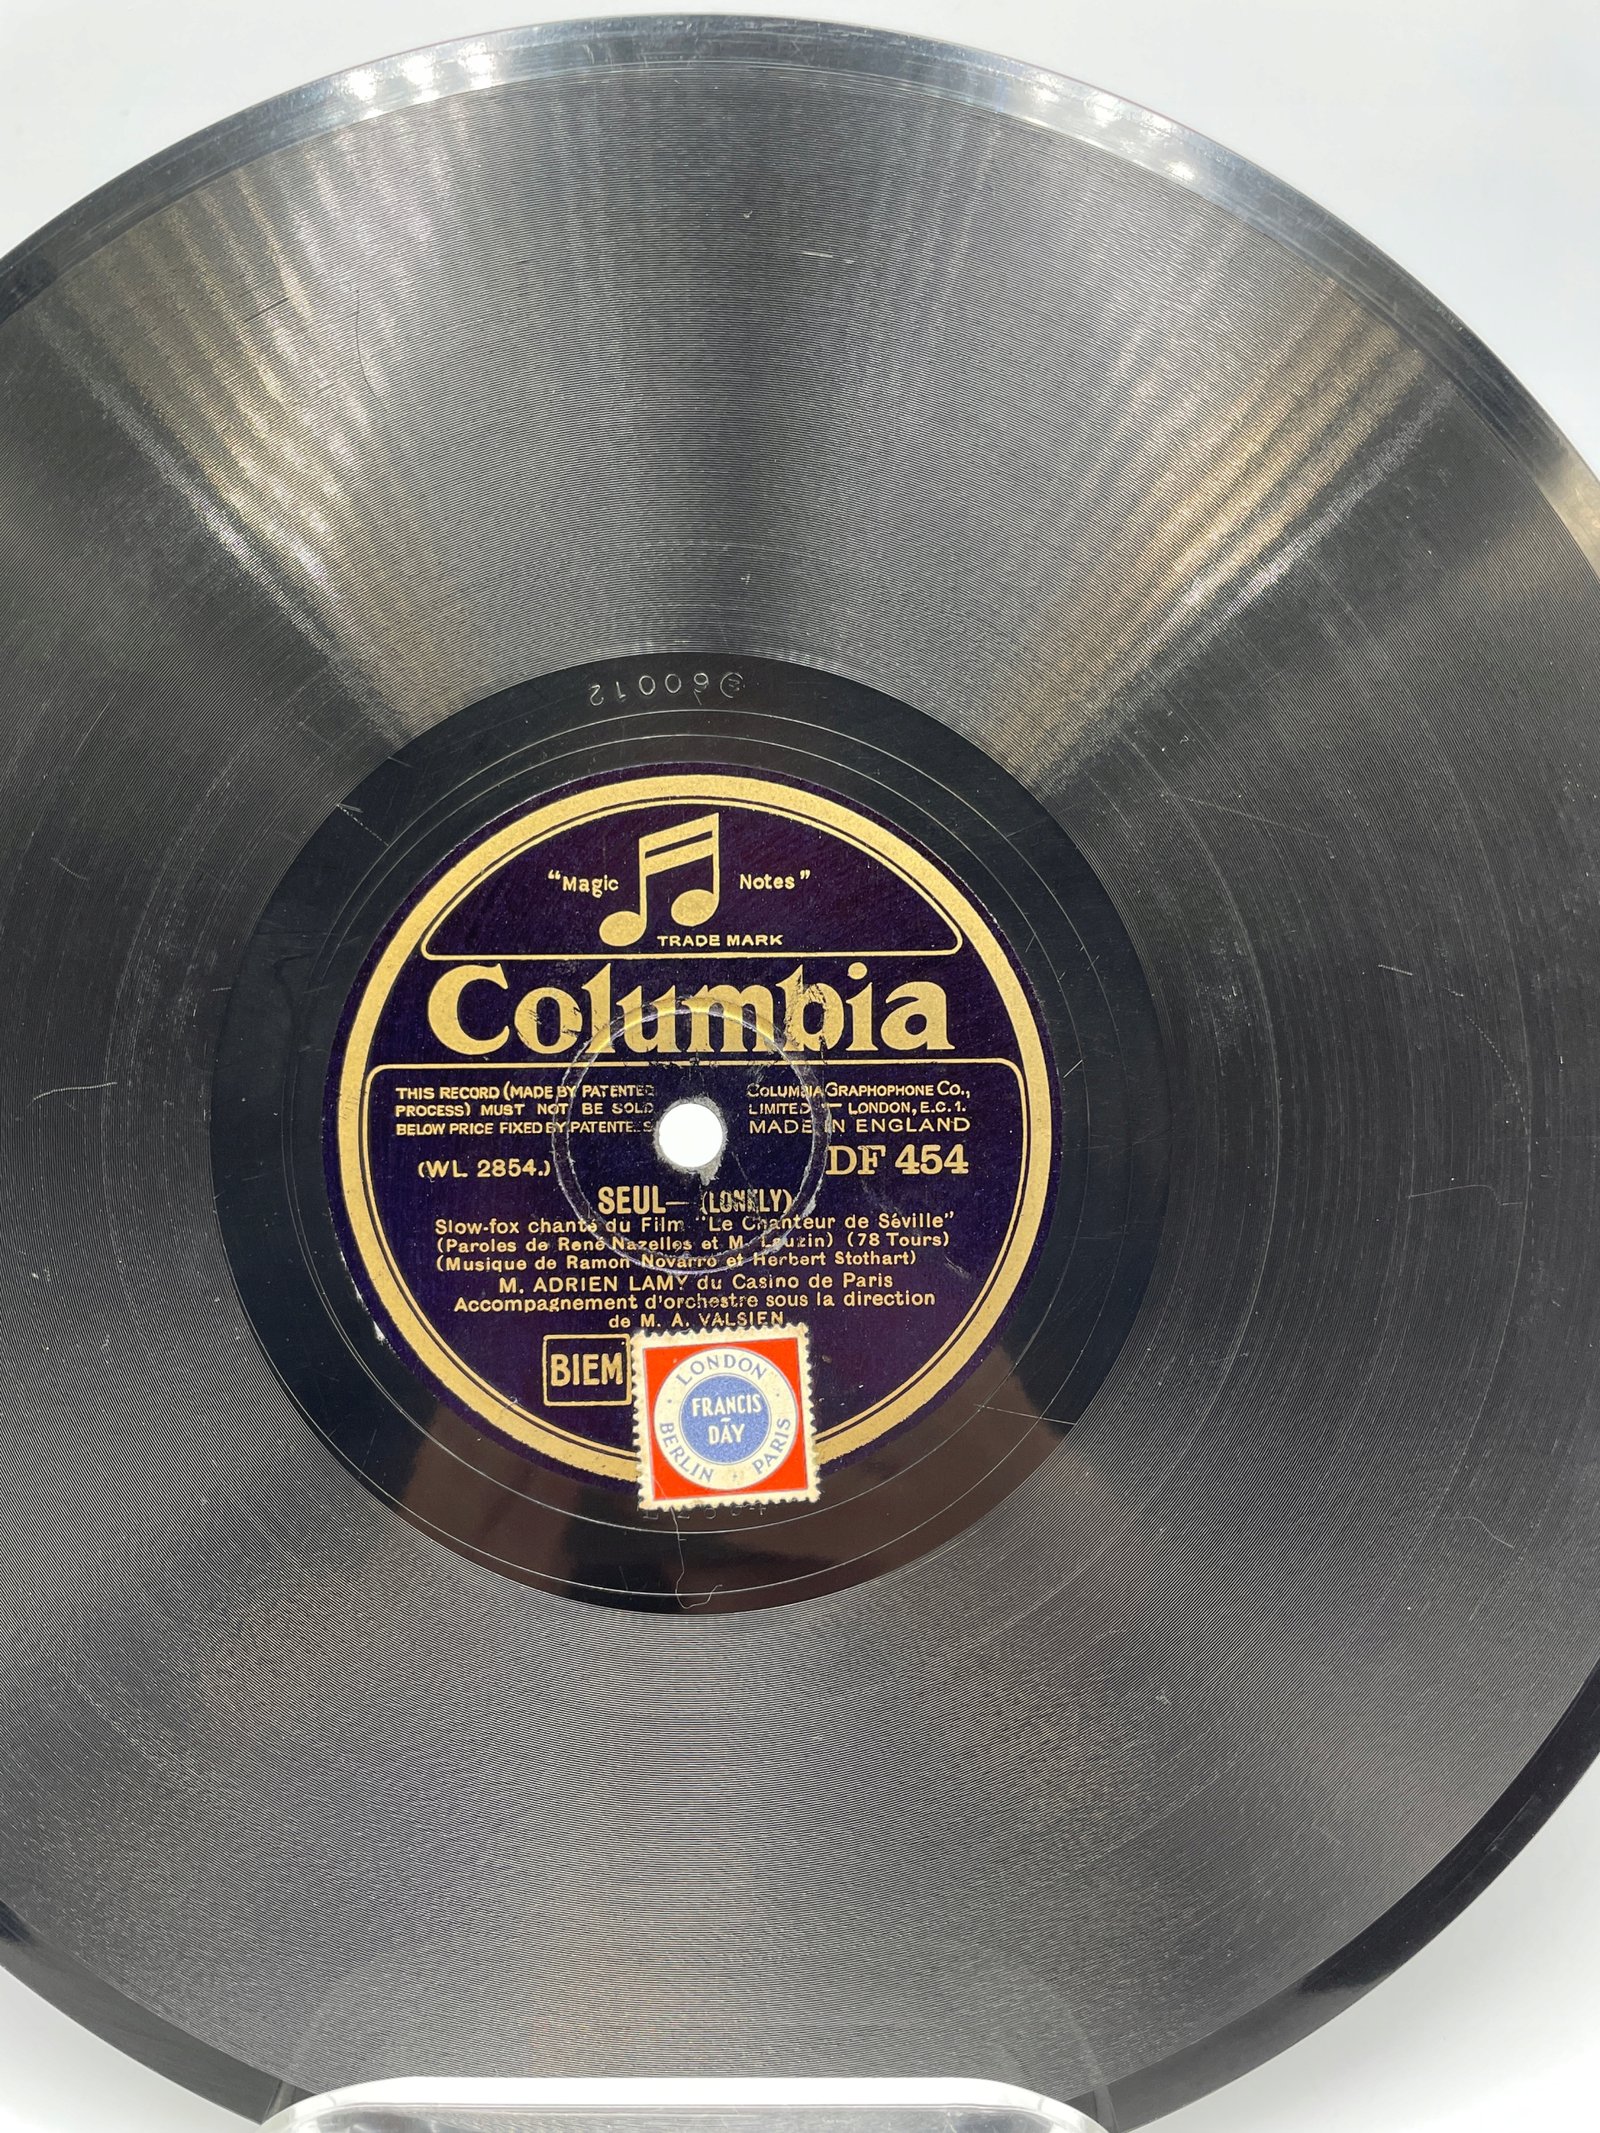 60012
"Magic Notes"
TRADE MARK
Columbia
THIS RECORD (MADE BY PATENTED
PROCESS) MUST NOT BE SOLD
BELOW PRICE FIXED BY PATENTEES
COLUMBIA GRAPHOPHONE CO.,
LIMITED — LONDON, E.C.1.
MADE IN ENGLAND
(WL 2854.)
DF 454
SEUL — (LONELY)
Slow-fox chanté du Film "Le Chanteur de Séville"
(Paroles de René Nazelles et M. Lauzin) (78 Tours)
(Musique de Ramon Novarro et Herbert Stothart)
M. ADRIEN LAMY du Casino de Paris
Accompagnement d'orchestre sous la direction
de M. A. VALSIEN
BIEM
LONDON
FRANCIS-
DAY
BERLIN
PARIS